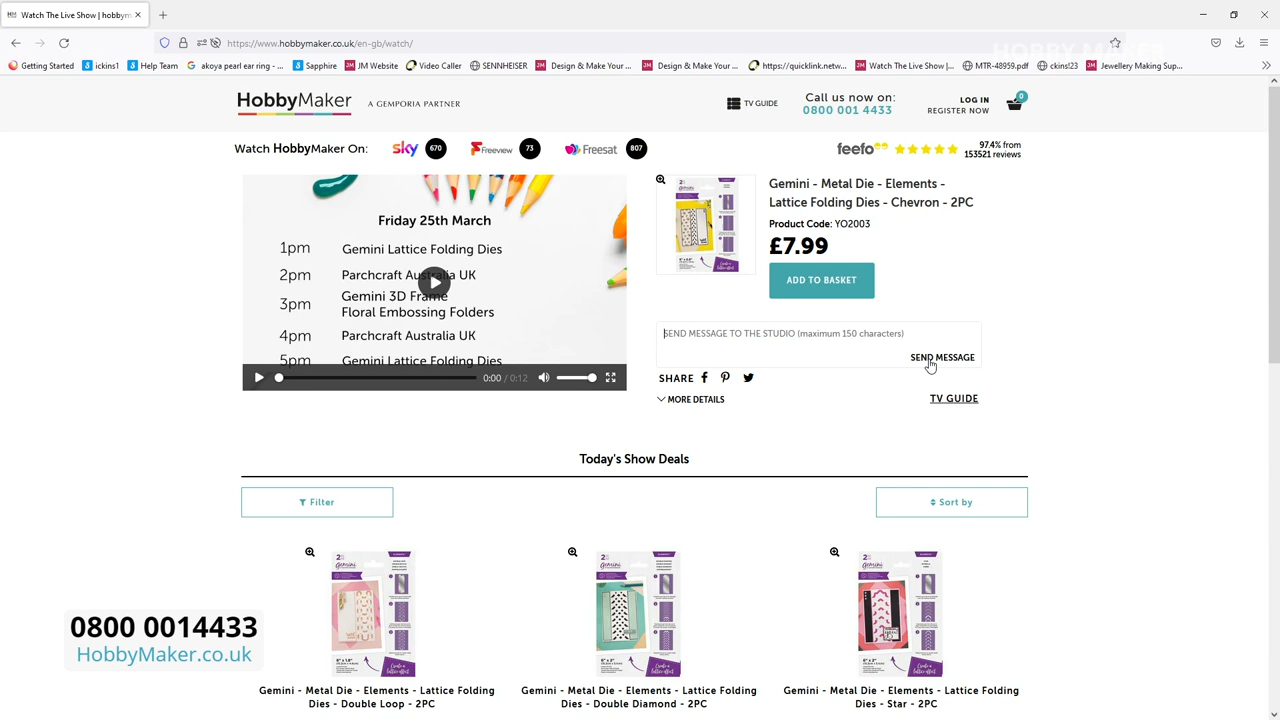 Watch The Live Show | hobbym
https://www.hobbymaker.co.uk/en-gb/watch/
HOBBY MAKER
Getting Started
ickins1
Help Team
akoya pearl ear ring - ...
Sapphire
JM Website
Video Caller
SENNHEISER
Design & Make Your ...
Design & Make Your ...
https://quicklink.netw...
Watch The Live Show |...
MTR-48959.pdf
ckins!23
Jewellery Making Sup...
HobbyMaker
A GEMPORIA PARTNER
TV GUIDE
Call us now on:
0800 001 4433
LOG IN
REGISTER NOW
0
Watch HobbyMaker On:
sky
670
Freeview
73
Freesat
807
feefo
97.4% from
153521 reviews
Friday 25th March
1pm Gemini Lattice Folding Dies
2pm Parchcraft Australia UK
3pm Gemini 3D Frame
Floral Embossing Folders
4pm Parchcraft Australia UK
5pm Gemini Lattice Folding Dies
0:00 / 0:12
Gemini - Metal Die - Elements -
Lattice Folding Dies - Chevron - 2PC
Product Code: YO2003
£7.99
ADD TO BASKET
SEND MESSAGE TO THE STUDIO (maximum 150 characters)
SEND MESSAGE
SHARE
MORE DETAILS
TV GUIDE
Today's Show Deals
Filter
Sort by
Gemini
Gemini
Gemini
0800 0014433
HobbyMaker.co.uk
Gemini - Metal Die - Elements - Lattice Folding
Dies - Double Loop - 2PC
Gemini - Metal Die - Elements - Lattice Folding
Dies - Double Diamond - 2PC
Gemini - Metal Die - Elements - Lattice Folding
Dies - Star - 2PC